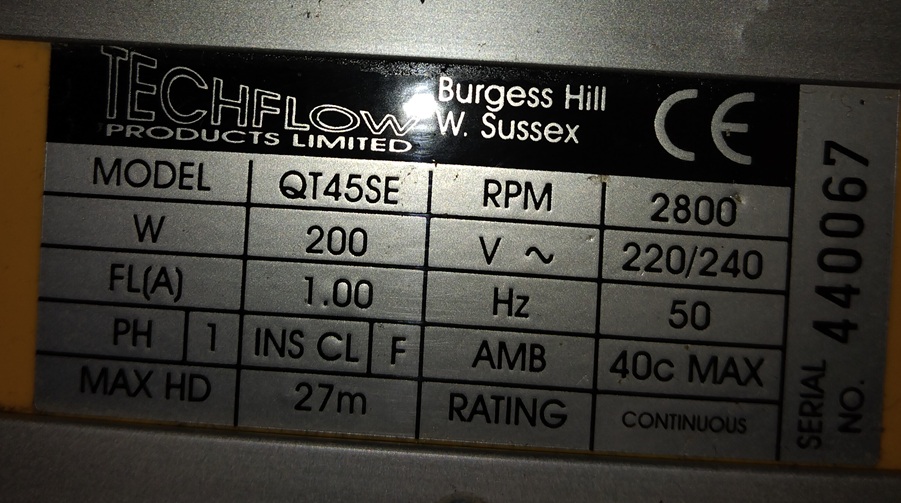 TECHFLOW
PRODUCTS LIMITED
Burgess Hill
W. Sussex
CE
MODEL QT45SE RPM 2800
W 200 V ~ 220/240
FL(A) 1.00 Hz 50
PH 1 INS CL F AMB 40c MAX
MAX HD 27m RATING CONTINUOUS
SERIAL NO. 440067